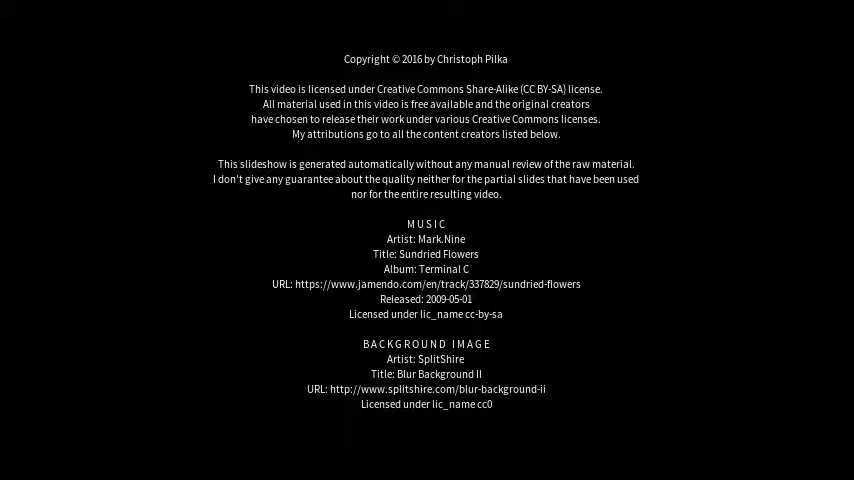 Copyright © 2016 by Christoph Pilka
This video is licensed under Creative Commons Share-Alike (CC BY-SA) license.
All material used in this video is free available and the original creators
have chosen to release their work under various Creative Commons licenses.
My attributions go to all the content creators listed below.
This slideshow is generated automatically without any manual review of the raw material.
I don't give any guarantee about the quality neither for the partial slides that have been used
nor for the entire resulting video.
M U S I C
Artist: Mark.Nine
Title: Sundried Flowers
Album: Terminal C
URL: https://www.jamendo.com/en/track/337829/sundried-flowers
Released: 2009-05-01
Licensed under lic_name cc-by-sa
B A C K G R O U N D   I M A G E
Artist: SplitShire
Title: Blur Background II
URL: http://www.splitshire.com/blur-background-ii
Licensed under lic_name cc0